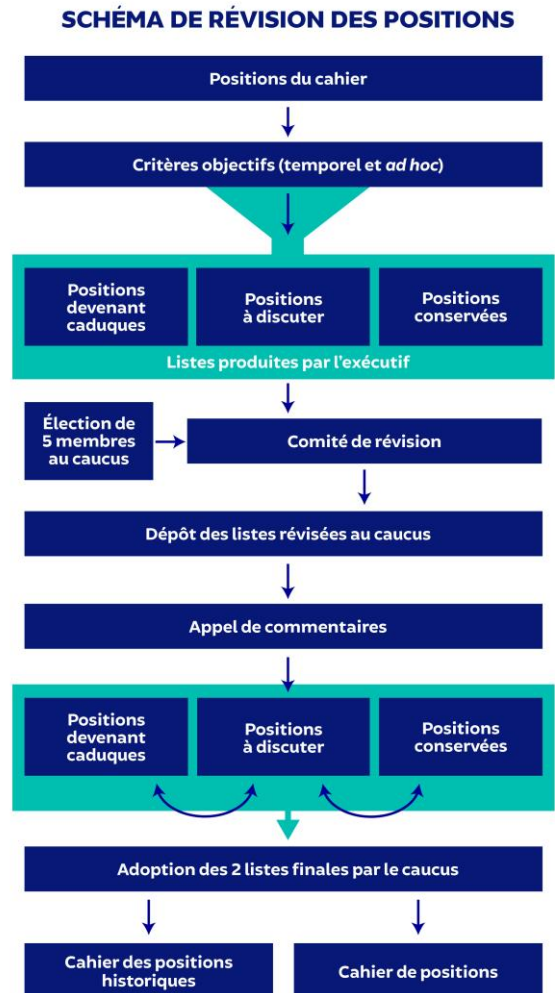 SCHÉMA DE RÉVISION DES POSITIONS
Positions du cahier
Critères objectifs (temporel et ad hoc)
Positions
devenant
caduques
Positions
à discuter
Positions
conservées
Listes produites par l'exécutif
Élection de
5 membres
au caucus
Comité de révision
Dépôt des listes révisées au caucus
Appel de commentaires
Positions
devenant
caduques
Positions
à discuter
Positions
conservées
Adoption des 2 listes finales par le caucus
Cahier des positions
historiques
Cahier de positions